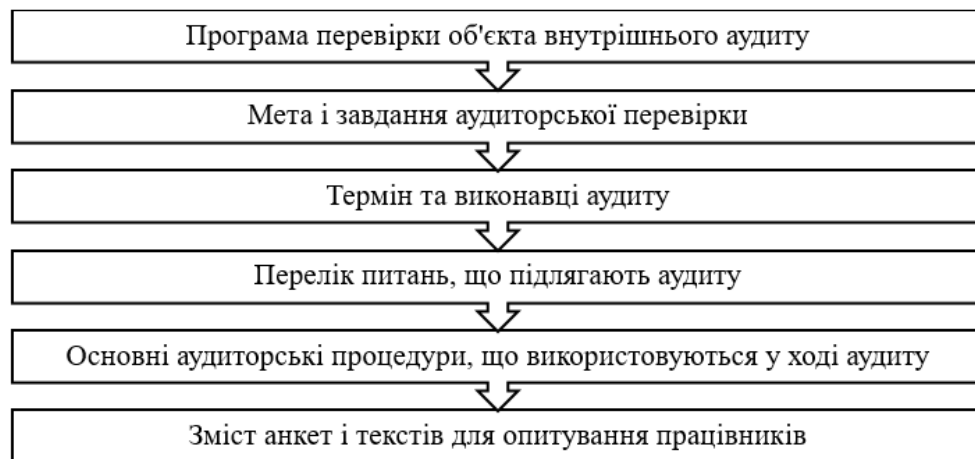 Програма перевірки об'єкта внутрішнього аудиту
Мета і завдання аудиторської перевірки
Термін та виконавці аудиту
Перелік питань, що підлягають аудиту
Основні аудиторські процедури, що використовуються у ході аудиту
Зміст анкет і текстів для опитування працівників